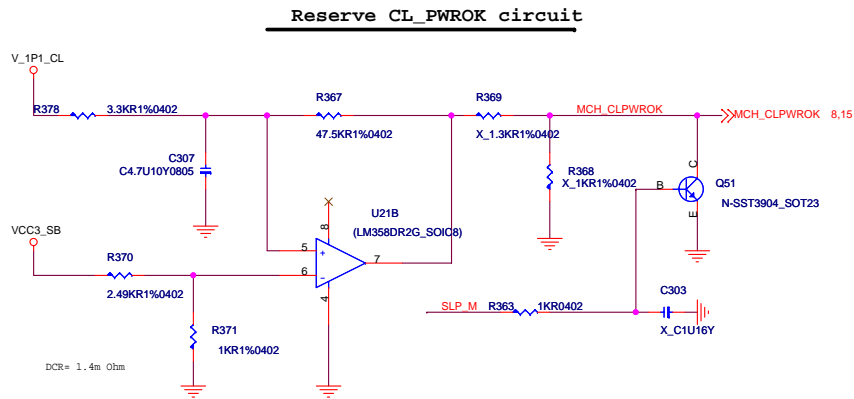 Reserve CL_PWROK circuit
V_1P1_CL
R378 3.3KR1%0402
R367
47.5KR1%0402
R369
X_1.3KR1%0402
MCH_CLPWROK
MCH_CLPWROK 8,15
C307
C4.7U10Y0805
R368
X_1KR1%0402
C
B
E
Q51
N-SST3904_SOT23
VCC3_SB
R370
2.49KR1%0402
8
U21B
(LM358DR2G_SOIC8)
5
+
6
-
7
4
R371
1KR1%0402
SLP_M R363 1KR0402
C303
X_C1U16Y
DCR= 1.4m Ohm